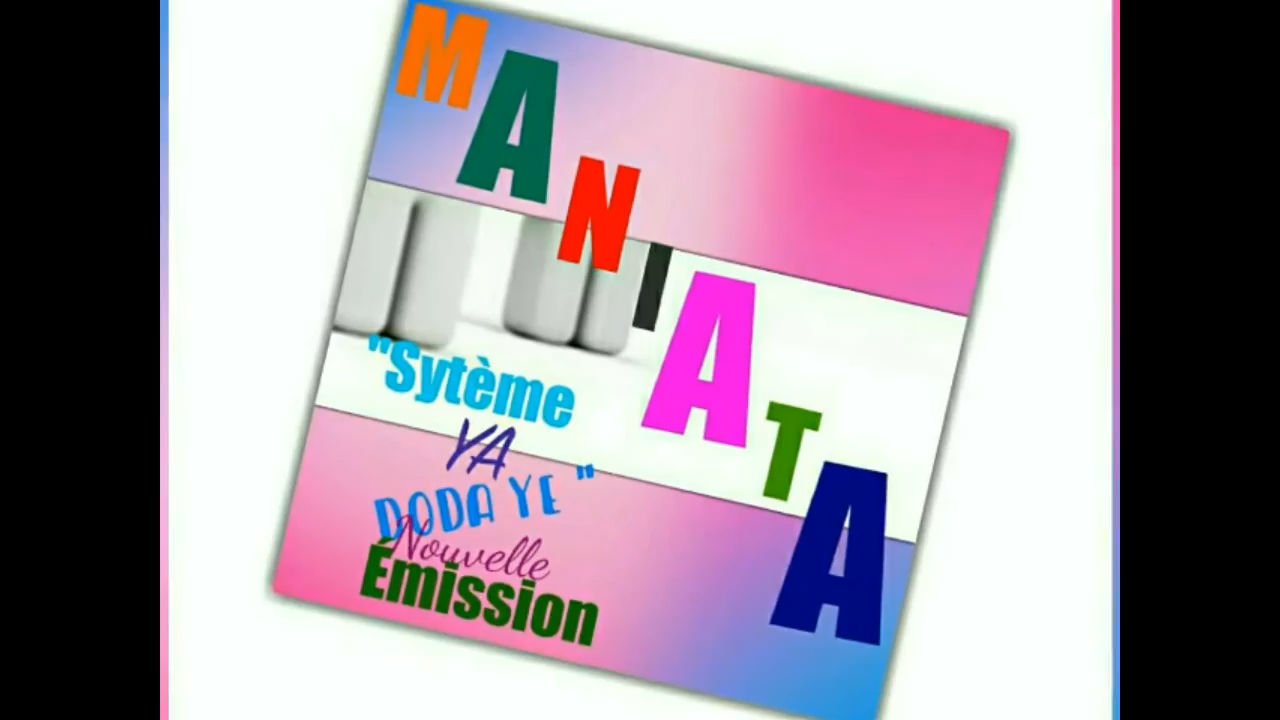 MANIATA
"Sytème
YA
DODA YE "
Nouvelle
Émission